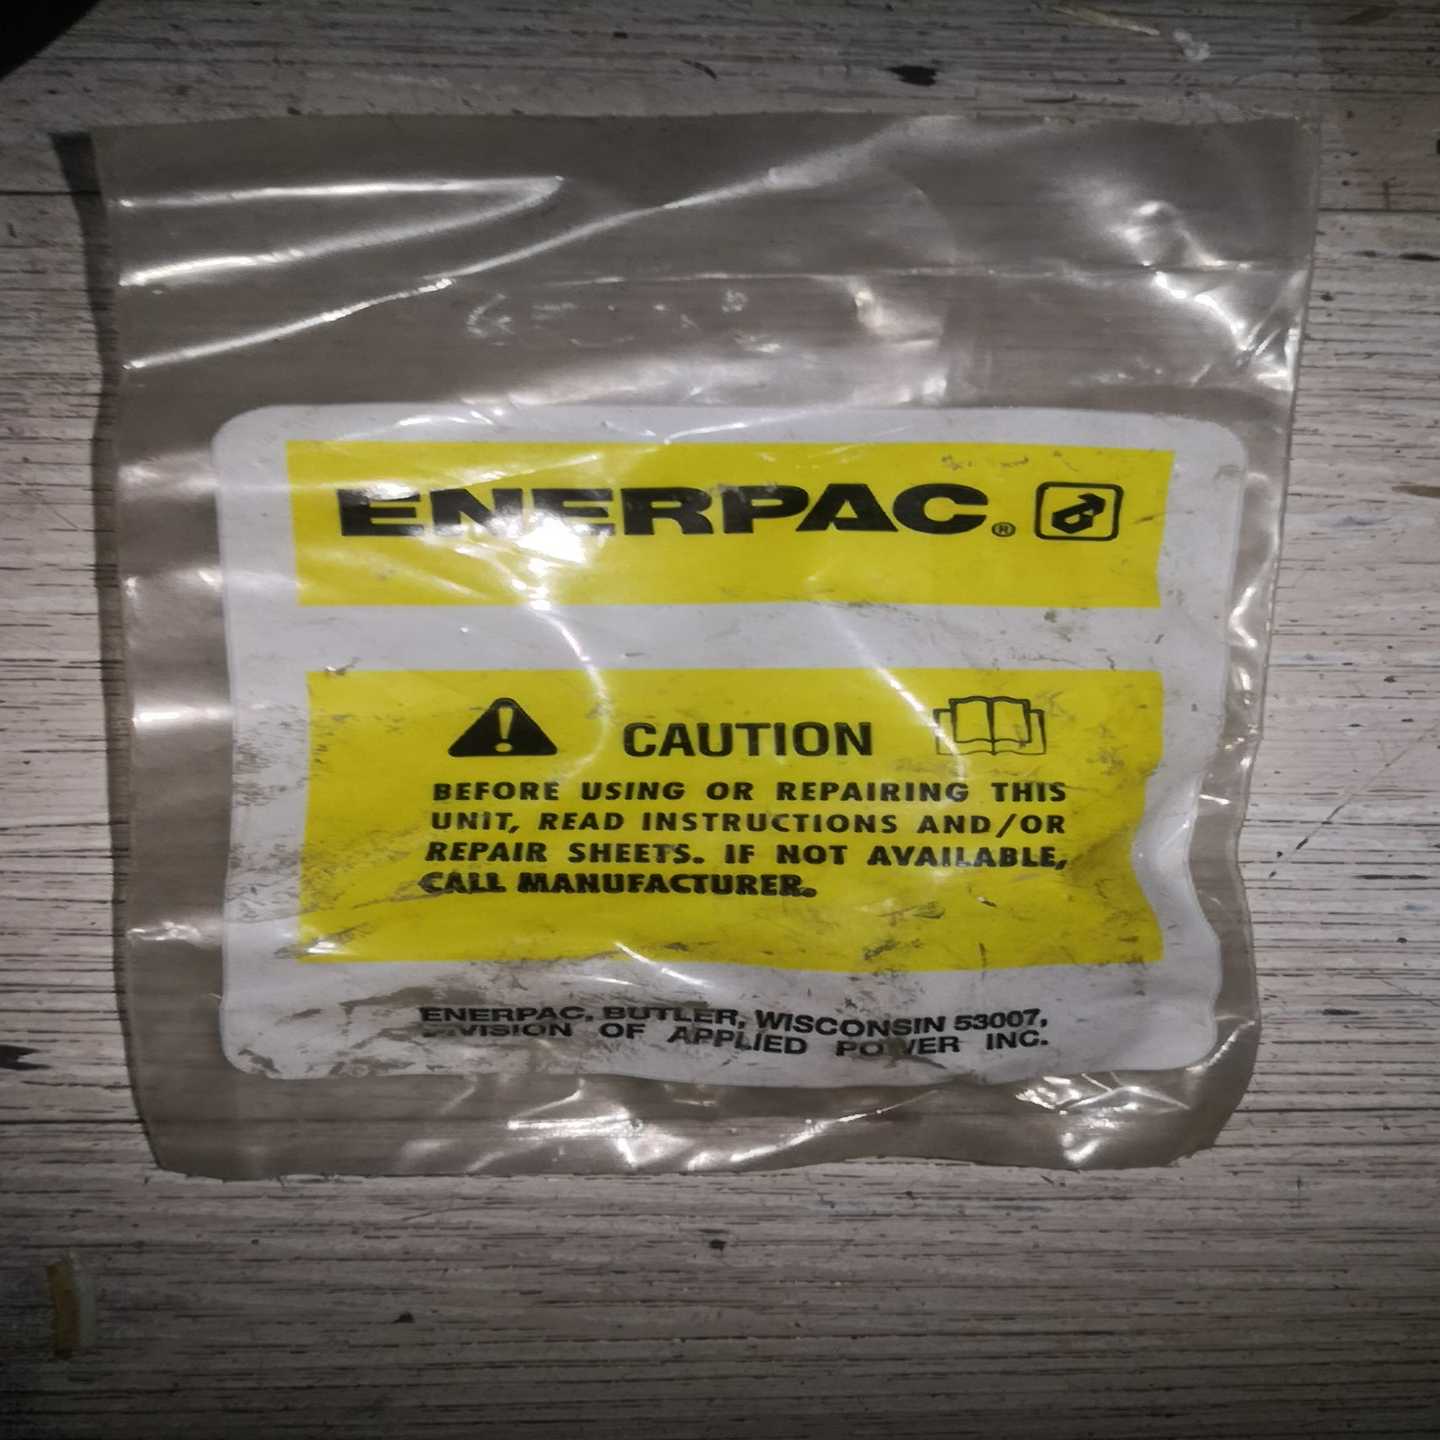 ENERPAC®
CAUTION
BEFORE USING OR REPAIRING THIS
UNIT, READ INSTRUCTIONS AND/OR
REPAIR SHEETS. IF NOT AVAILABLE,
CALL MANUFACTURER.
ENERPAC, BUTLER, WISCONSIN 53007,
DIVISION OF APPLIED POWER INC.